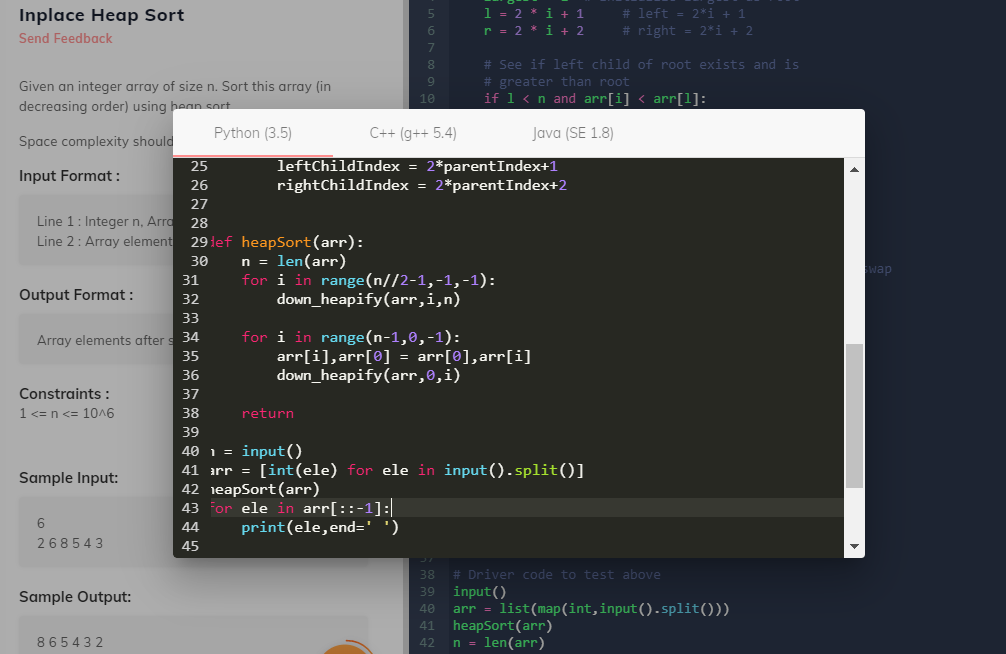 Inplace Heap Sort
Send Feedback
Given an integer array of size n. Sort this array (in
decreasing order) using heap sort.
Space complexity should
Input Format :
Line 1 : Integer n, Arra
Line 2 : Array element
Output Format :
Array elements after s
Constraints :
1 <= n <= 10^6
Sample Input:
6
2 6 8 5 4 3
Sample Output:
8 6 5 4 3 2
5 l = 2 * i + 1     # left = 2*i + 1
6 r = 2 * i + 2     # right = 2*i + 2
7
8 # See if left child of root exists and is
9 # greater than root
10 if l < n and arr[i] < arr[l]:
Python (3.5) C++ (g++ 5.4) Java (SE 1.8)
25         leftChildIndex = 2*parentIndex+1
26         rightChildIndex = 2*parentIndex+2
27
28
29 def heapSort(arr):
30     n = len(arr)
31     for i in range(n//2-1,-1,-1):
32         down_heapify(arr,i,n)
33
34     for i in range(n-1,0,-1):
35         arr[i],arr[0] = arr[0],arr[i]
36         down_heapify(arr,0,i)
37
38     return
39
40 n = input()
41 arr = [int(ele) for ele in input().split()]
42 heapSort(arr)
43 for ele in arr[::-1]:
44     print(ele,end=' ')
45
swap
37
38 # Driver code to test above
39 input()
40 arr = list(map(int,input().split()))
41 heapSort(arr)
42 n = len(arr)